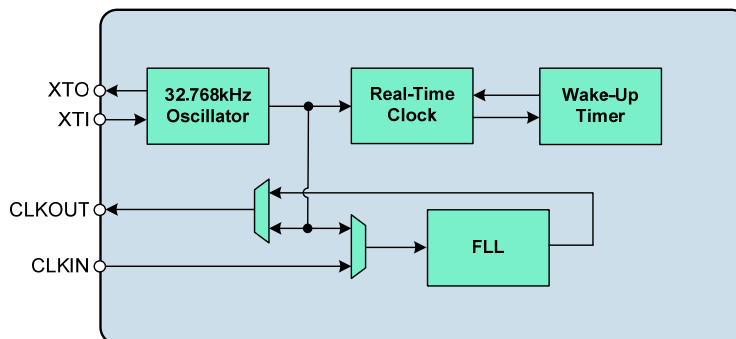 XTO
XTI
32.768kHz
Oscillator
Real-Time
Clock
Wake-Up
Timer
CLKOUT
CLKIN
FLL